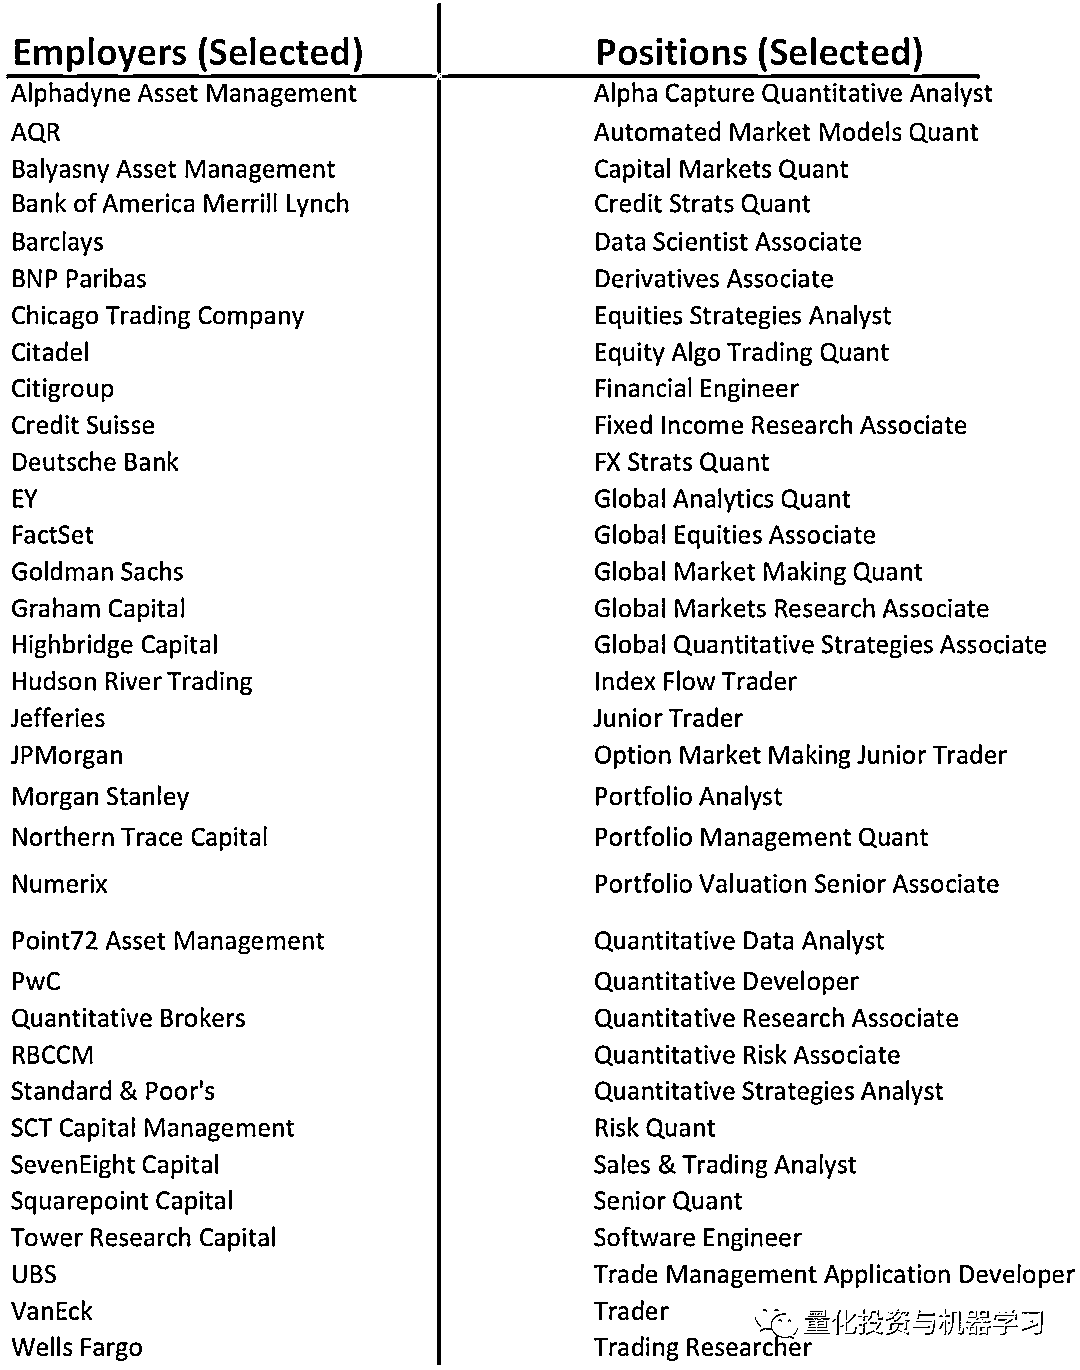 Employers (Selected) Positions (Selected)
Alphadyne Asset Management Alpha Capture Quantitative Analyst
AQR Automated Market Models Quant
Balyasny Asset Management Capital Markets Quant
Bank of America Merrill Lynch Credit Strats Quant
Barclays Data Scientist Associate
BNP Paribas Derivatives Associate
Chicago Trading Company Equities Strategies Analyst
Citadel Equity Algo Trading Quant
Citigroup Financial Engineer
Credit Suisse Fixed Income Research Associate
Deutsche Bank FX Strats Quant
EY Global Analytics Quant
FactSet Global Equities Associate
Goldman Sachs Global Market Making Quant
Graham Capital Global Markets Research Associate
Highbridge Capital Global Quantitative Strategies Associate
Hudson River Trading Index Flow Trader
Jefferies Junior Trader
JPMorgan Option Market Making Junior Trader
Morgan Stanley Portfolio Analyst
Northern Trace Capital Portfolio Management Quant
Numerix Portfolio Valuation Senior Associate
Point72 Asset Management Quantitative Data Analyst
PwC Quantitative Developer
Quantitative Brokers Quantitative Research Associate
RBCCM Quantitative Risk Associate
Standard & Poor's Quantitative Strategies Analyst
SCT Capital Management Risk Quant
SevenEight Capital Sales & Trading Analyst
Squarepoint Capital Senior Quant
Tower Research Capital Software Engineer
UBS Trade Management Application Developer
VanEck Trader
量化投资与机器学习
Wells Fargo Trading Researcher